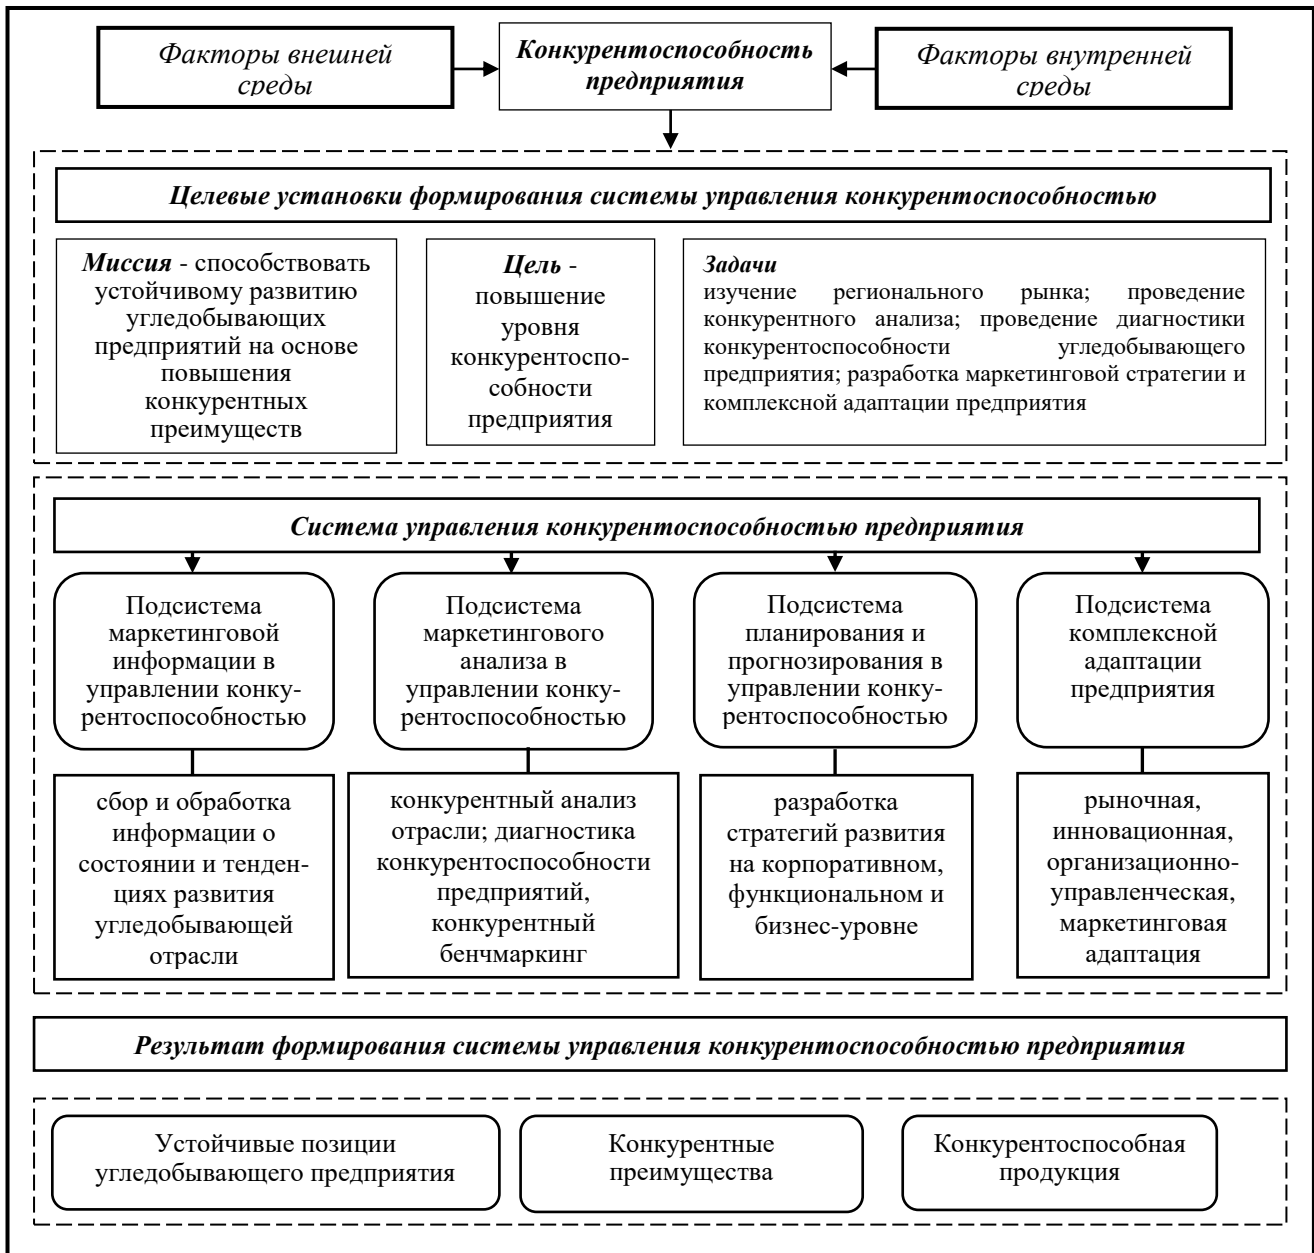 Факторы внешней
среды
Конкурентоспособность
предприятия
Факторы внутренней
среды
Целевые установки формирования системы управления конкурентоспособностью
Миссия - способствовать
устойчивому развитию
угледобывающих
предприятий на основе
повышения
конкурентных
преимуществ
Цель -
повышение
уровня
конкурентоспо-
собности
предприятия
Задачи
изучение регионального рынка; проведение
конкурентного анализа; проведение диагностики
конкурентоспособности угледобывающего
предприятия; разработка маркетинговой стратегии и
комплексной адаптации предприятия
Система управления конкурентоспособностью предприятия
Подсистема
маркетинговой
информации в
управлении конку-
рентоспособностью
Подсистема
маркетингового
анализа в
управлении конку-
рентоспособностью
Подсистема
планирования и
прогнозирования в
управлении конку-
рентоспособностью
Подсистема
комплексной
адаптации
предприятия
сбор и обработка
информации о
состоянии и тенден-
циях развития
угледобывающей
отрасли
конкурентный анализ
отрасли; диагностика
конкурентоспособности
предприятий,
конкурентный
бенчмаркинг
разработка
стратегий развития
на корпоративном,
функциональном и
бизнес-уровне
рыночная,
инновационная,
организационно-
управленческая,
маркетинговая
адаптация
Результат формирования системы управления конкурентоспособностью предприятия
Устойчивые позиции
угледобывающего предприятия
Конкурентные
преимущества
Конкурентоспособная
продукция